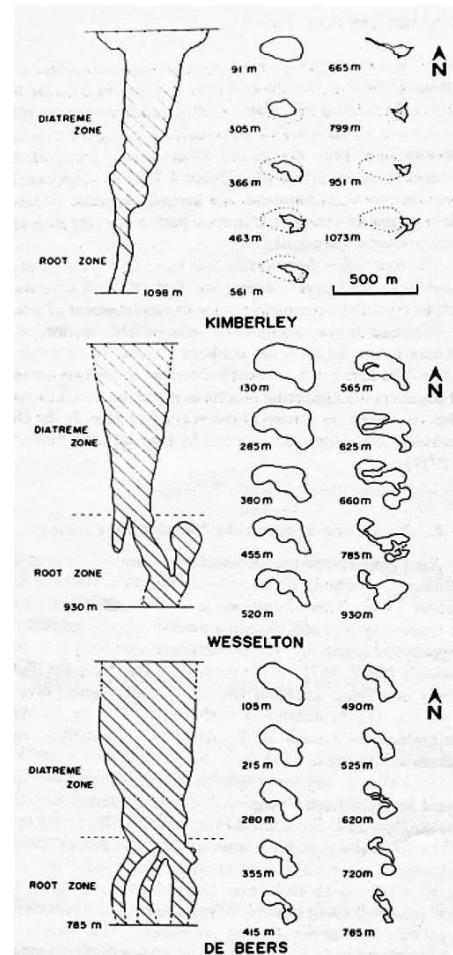 91 m 665 m
N
DIATREME
ZONE
305 m 799 m
366 m 951 m
463 m 1073 m
ROOT ZONE
561 m 500 m
1098 m
KIMBERLEY
130 m 565 m
N
DIATREME
ZONE
285 m 625 m
380 m 660 m
455 m 785 m
ROOT ZONE
930 m
520 m 930 m
WESSELTON
105 m 490 m
N
215 m 525 m
DIATREME
ZONE
280 m 620 m
355 m 720 m
ROOT ZONE
785 m
415 m 785 m
DE BEERS